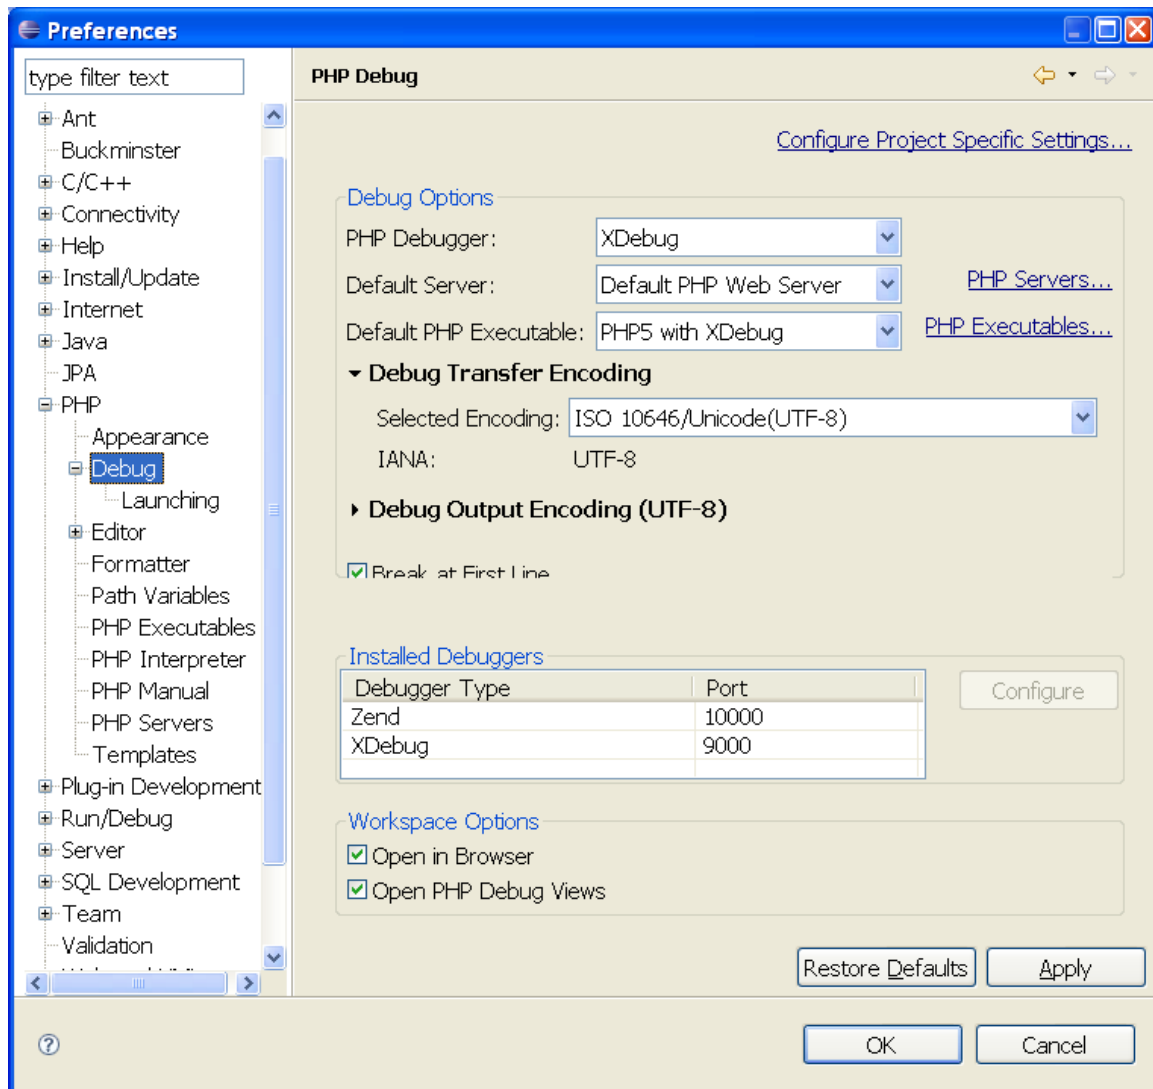 Preferences
type filter text
Ant
Buckminster
C/C++
Connectivity
Help
Install/Update
Internet
Java
JPA
PHP
Appearance
Debug
Launching
Editor
Formatter
Path Variables
PHP Executables
PHP Interpreter
PHP Manual
PHP Servers
Templates
Plug-in Development
Run/Debug
Server
SQL Development
Team
Validation
PHP Debug
Configure Project Specific Settings...
Debug Options
PHP Debugger: XDebug
Default Server: Default PHP Web Server PHP Servers...
Default PHP Executable: PHP5 with XDebug PHP Executables...
Debug Transfer Encoding
Selected Encoding: ISO 10646/Unicode(UTF-8)
IANA: UTF-8
Debug Output Encoding (UTF-8)
Break at First Line
Installed Debuggers
Debugger Type Port
Zend 10000
XDebug 9000
Configure
Workspace Options
Open in Browser
Open PHP Debug Views
Restore Defaults Apply
OK Cancel